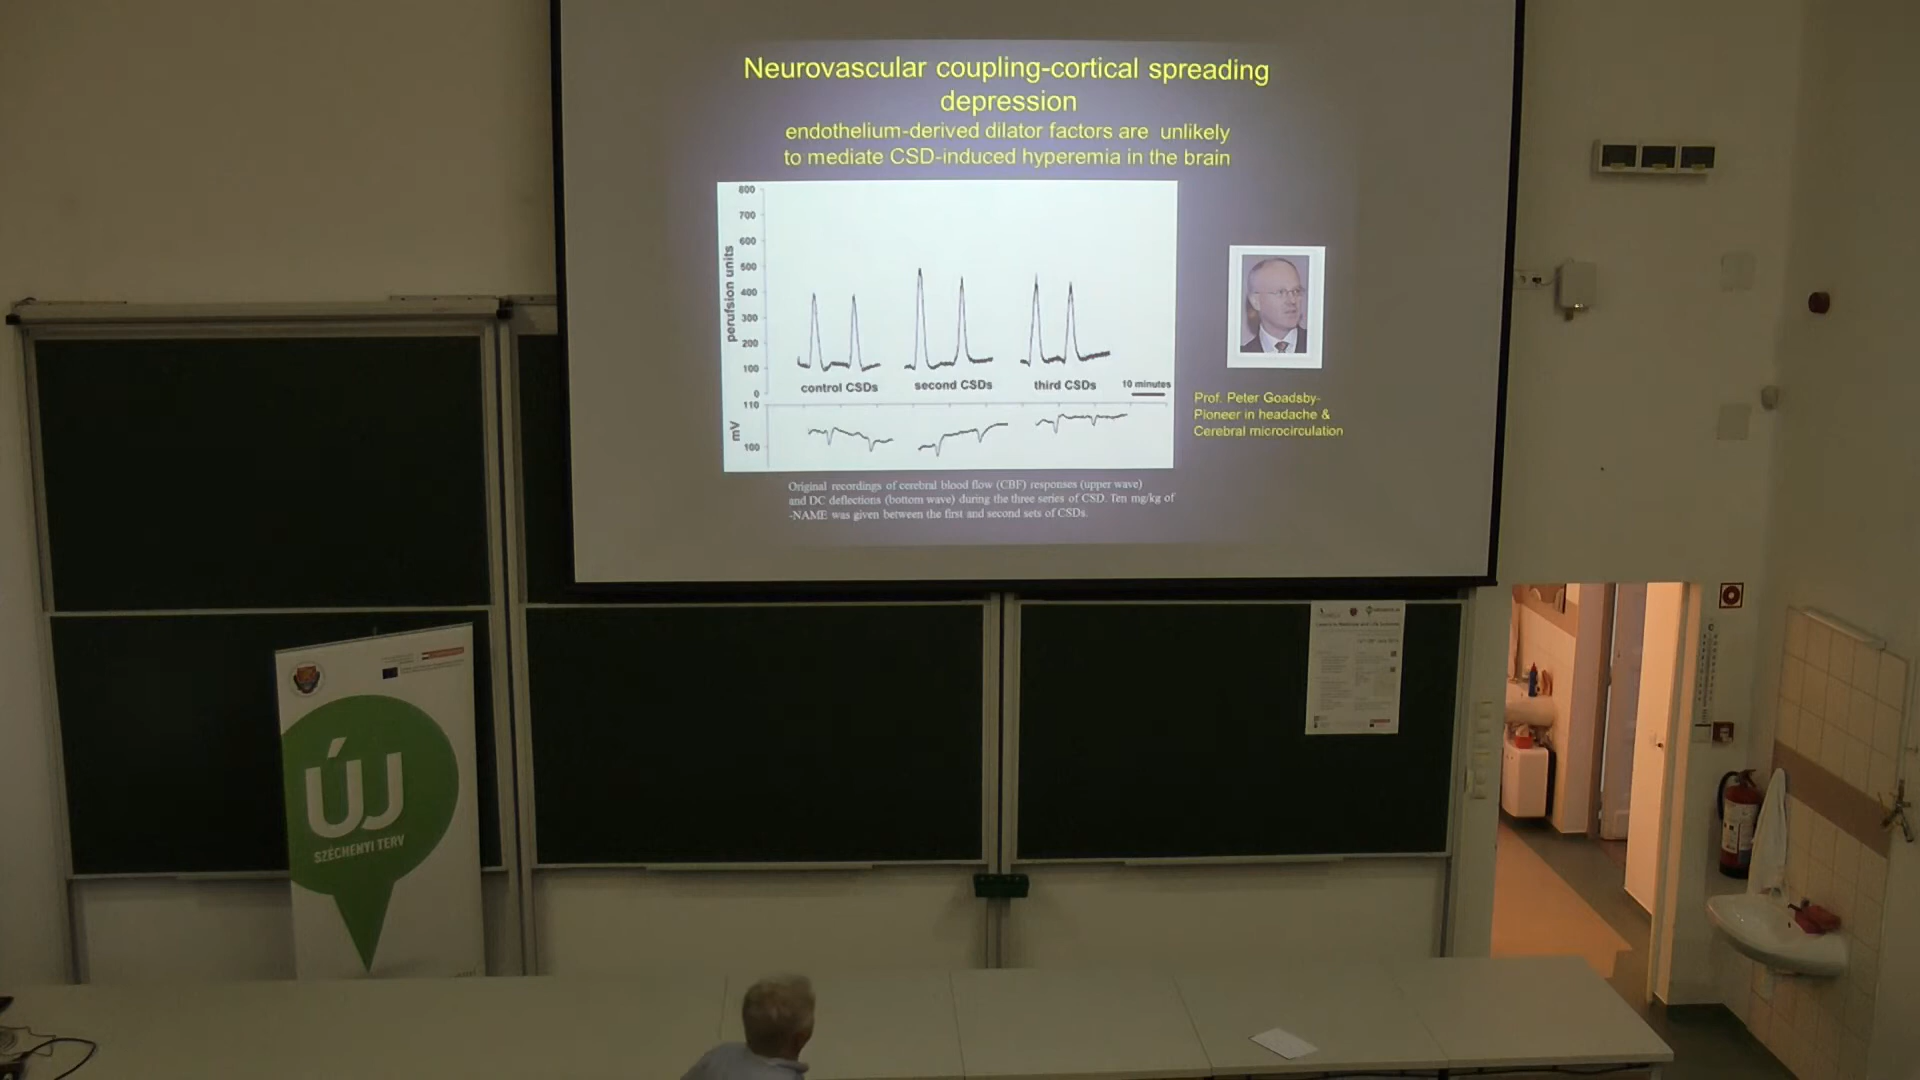 Neurovascular coupling-cortical spreading
depression
endothelium-derived dilator factors are unlikely
to mediate CSD-induced hyperemia in the brain
800
700
600
500
400
300
200
100
0
perufsion units
control CSDs
second CSDs
third CSDs
10 minutes
110
100
mV
Prof. Peter Goadsby-
Pioneer in headache &
Cerebral microcirculation
Original recordings of cerebral blood flow (CBF) responses (upper wave)
and DC deflections (bottom wave) during the three series of CSD. Ten mg/kg of
-NAME was given between the first and second sets of CSDs.
ÚJ
SZÉCHENYI TERV